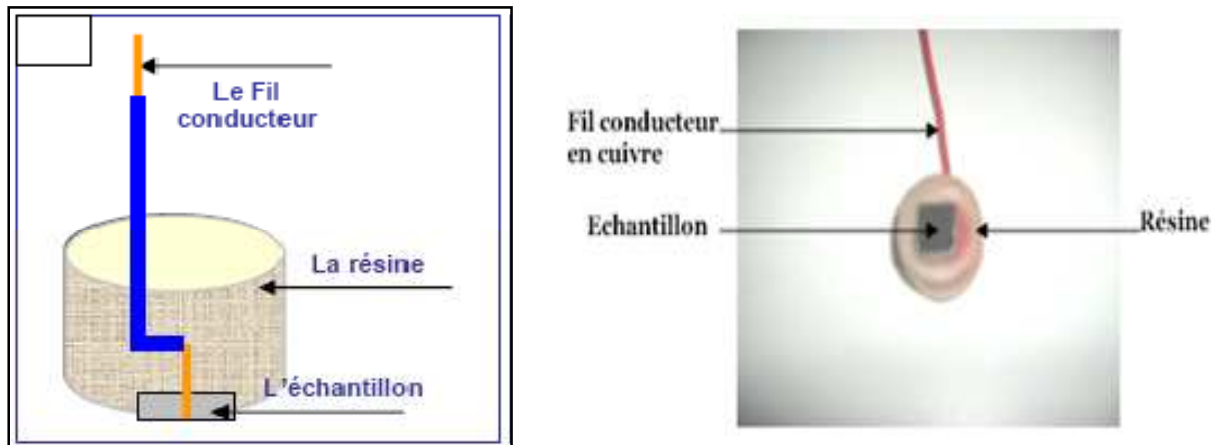 Le Fil
conducteur
La résine
L'échantillon
Fil conducteur
en cuivre
Echantillon
Résine